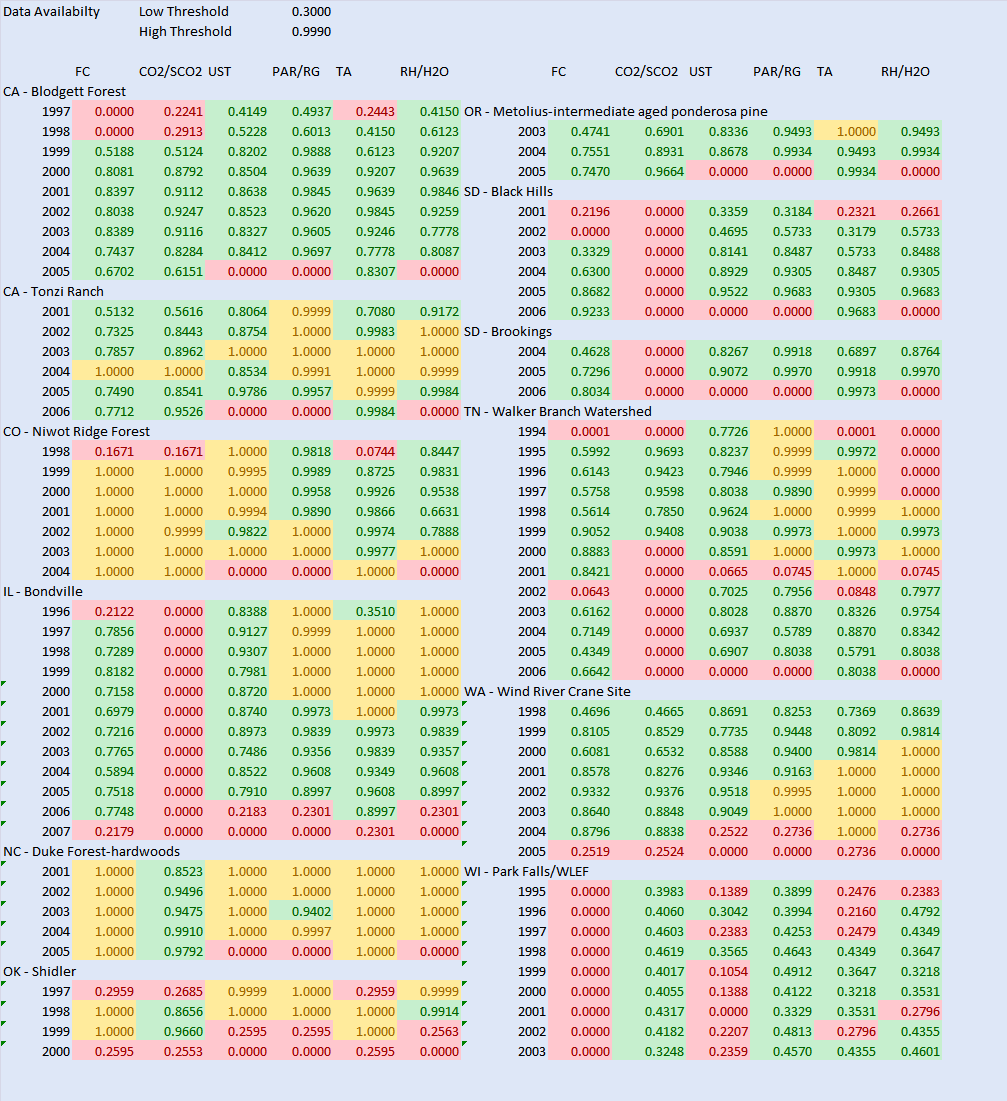 Data Availabilty Low Threshold 0.3000
High Threshold 0.9990
FC CO2/SCO2 UST PAR/RG TA RH/H2O
CA - Blodgett Forest
1997 0.0000 0.2241 0.4149 0.4937 0.2443 0.4150
1998 0.0000 0.2913 0.5228 0.6013 0.4150 0.6123
1999 0.5188 0.5124 0.8202 0.9888 0.6123 0.9207
2000 0.8081 0.8792 0.8504 0.9639 0.9207 0.9639
2001 0.8397 0.9112 0.8638 0.9845 0.9639 0.9846
2002 0.8038 0.9247 0.8523 0.9620 0.9845 0.9259
2003 0.8389 0.9116 0.8327 0.9605 0.9246 0.7778
2004 0.7437 0.8284 0.8412 0.9697 0.7778 0.8087
2005 0.6702 0.6151 0.0000 0.0000 0.8307 0.0000
CA - Tonzi Ranch
2001 0.5132 0.5616 0.8064 0.9999 0.7080 0.9172
2002 0.7325 0.8443 0.8754 1.0000 0.9983 1.0000
2003 0.7857 0.8962 1.0000 1.0000 1.0000 1.0000
2004 1.0000 1.0000 0.8534 0.9991 1.0000 0.9999
2005 0.7490 0.8541 0.9786 0.9957 0.9999 0.9984
2006 0.7712 0.9526 0.0000 0.0000 0.9984 0.0000
CO - Niwot Ridge Forest
1998 0.1671 0.1671 1.0000 0.9818 0.0744 0.8447
1999 1.0000 1.0000 0.9995 0.9989 0.8725 0.9831
2000 1.0000 1.0000 1.0000 0.9958 0.9926 0.9538
2001 1.0000 1.0000 0.9994 0.9890 0.9866 0.6631
2002 1.0000 0.9999 0.9822 1.0000 0.9974 0.7888
2003 1.0000 1.0000 1.0000 1.0000 0.9977 1.0000
2004 1.0000 1.0000 0.0000 0.0000 1.0000 0.0000
IL - Bondville
1996 0.2122 0.0000 0.8388 1.0000 0.3510 1.0000
1997 0.7856 0.0000 0.9127 0.9999 1.0000 1.0000
1998 0.7289 0.0000 0.9307 1.0000 1.0000 1.0000
1999 0.8182 0.0000 0.7981 1.0000 1.0000 1.0000
2000 0.7158 0.0000 0.8720 1.0000 1.0000 1.0000
2001 0.6979 0.0000 0.8740 0.9973 1.0000 0.9973
2002 0.7216 0.0000 0.8973 0.9839 0.9973 0.9839
2003 0.7765 0.0000 0.7486 0.9356 0.9839 0.9357
2004 0.5894 0.0000 0.8522 0.9608 0.9349 0.9608
2005 0.7518 0.0000 0.7910 0.8997 0.9608 0.8997
2006 0.7748 0.0000 0.2183 0.2301 0.8997 0.2301
2007 0.2179 0.0000 0.0000 0.0000 0.2301 0.0000
NC - Duke Forest-hardwoods
2001 1.0000 0.8523 1.0000 1.0000 1.0000 1.0000
2002 1.0000 0.9496 1.0000 1.0000 1.0000 1.0000
2003 1.0000 0.9475 1.0000 0.9402 1.0000 1.0000
2004 1.0000 0.9910 1.0000 0.9997 1.0000 1.0000
2005 1.0000 0.9792 0.0000 0.0000 1.0000 0.0000
OK - Shidler
1997 0.2959 0.2685 0.9999 1.0000 0.2959 0.9999
1998 1.0000 0.8656 1.0000 1.0000 1.0000 0.9914
1999 1.0000 0.9660 0.2595 0.2595 1.0000 0.2563
2000 0.2595 0.2553 0.0000 0.0000 0.2595 0.0000
FC CO2/SCO2 UST PAR/RG TA RH/H2O
OR - Metolius-intermediate aged ponderosa pine
2003 0.4741 0.6901 0.8336 0.9493 1.0000 0.9493
2004 0.7551 0.8931 0.8678 0.9934 0.9493 0.9934
2005 0.7470 0.9664 0.0000 0.0000 0.9934 0.0000
SD - Black Hills
2001 0.2196 0.0000 0.3359 0.3184 0.2321 0.2661
2002 0.0000 0.0000 0.4695 0.5733 0.3179 0.5733
2003 0.3329 0.0000 0.8141 0.8487 0.5733 0.8488
2004 0.6300 0.0000 0.8929 0.9305 0.8487 0.9305
2005 0.8682 0.0000 0.9522 0.9683 0.9305 0.9683
2006 0.9233 0.0000 0.0000 0.0000 0.9683 0.0000
SD - Brookings
2004 0.4628 0.0000 0.8267 0.9918 0.6897 0.8764
2005 0.7296 0.0000 0.9072 0.9970 0.9918 0.9970
2006 0.8034 0.0000 0.0000 0.0000 0.9973 0.0000
TN - Walker Branch Watershed
1994 0.0001 0.0000 0.7726 1.0000 0.0001 0.0000
1995 0.5992 0.9693 0.8237 0.9999 0.9972 0.0000
1996 0.6143 0.9423 0.7946 0.9999 1.0000 0.0000
1997 0.5758 0.9598 0.8038 0.9890 0.9999 0.0000
1998 0.5614 0.7850 0.9624 1.0000 0.9999 1.0000
1999 0.9052 0.9408 0.9038 0.9973 1.0000 0.9973
2000 0.8883 0.0000 0.8591 1.0000 0.9973 1.0000
2001 0.8421 0.0000 0.0665 0.0745 1.0000 0.0745
2002 0.0643 0.0000 0.7025 0.7956 0.0848 0.7977
2003 0.6162 0.0000 0.8028 0.8870 0.8326 0.9754
2004 0.7149 0.0000 0.6937 0.5789 0.8870 0.8342
2005 0.4349 0.0000 0.6907 0.8038 0.5791 0.8038
2006 0.6642 0.0000 0.0000 0.0000 0.8038 0.0000
WA - Wind River Crane Site
1998 0.4696 0.4665 0.8691 0.8253 0.7369 0.8639
1999 0.8105 0.8529 0.7735 0.9448 0.8092 0.9814
2000 0.6081 0.6532 0.8588 0.9400 0.9814 1.0000
2001 0.8578 0.8276 0.9346 0.9163 1.0000 1.0000
2002 0.9332 0.9376 0.9518 0.9995 1.0000 1.0000
2003 0.8640 0.8848 0.9049 1.0000 1.0000 1.0000
2004 0.8796 0.8838 0.2522 0.2736 1.0000 0.2736
2005 0.2519 0.2524 0.0000 0.0000 0.2736 0.0000
WI - Park Falls/WLEF
1995 0.0000 0.3983 0.1389 0.3899 0.2476 0.2383
1996 0.0000 0.4060 0.3042 0.3994 0.2160 0.4792
1997 0.0000 0.4603 0.2383 0.4253 0.2479 0.4349
1998 0.0000 0.4619 0.3565 0.4643 0.4349 0.3647
1999 0.0000 0.4017 0.1054 0.4912 0.3647 0.3218
2000 0.0000 0.4055 0.1388 0.4122 0.3218 0.3531
2001 0.0000 0.4317 0.0000 0.3329 0.3531 0.2796
2002 0.0000 0.4182 0.2207 0.4813 0.2796 0.4355
2003 0.0000 0.3248 0.2359 0.4570 0.4355 0.4601